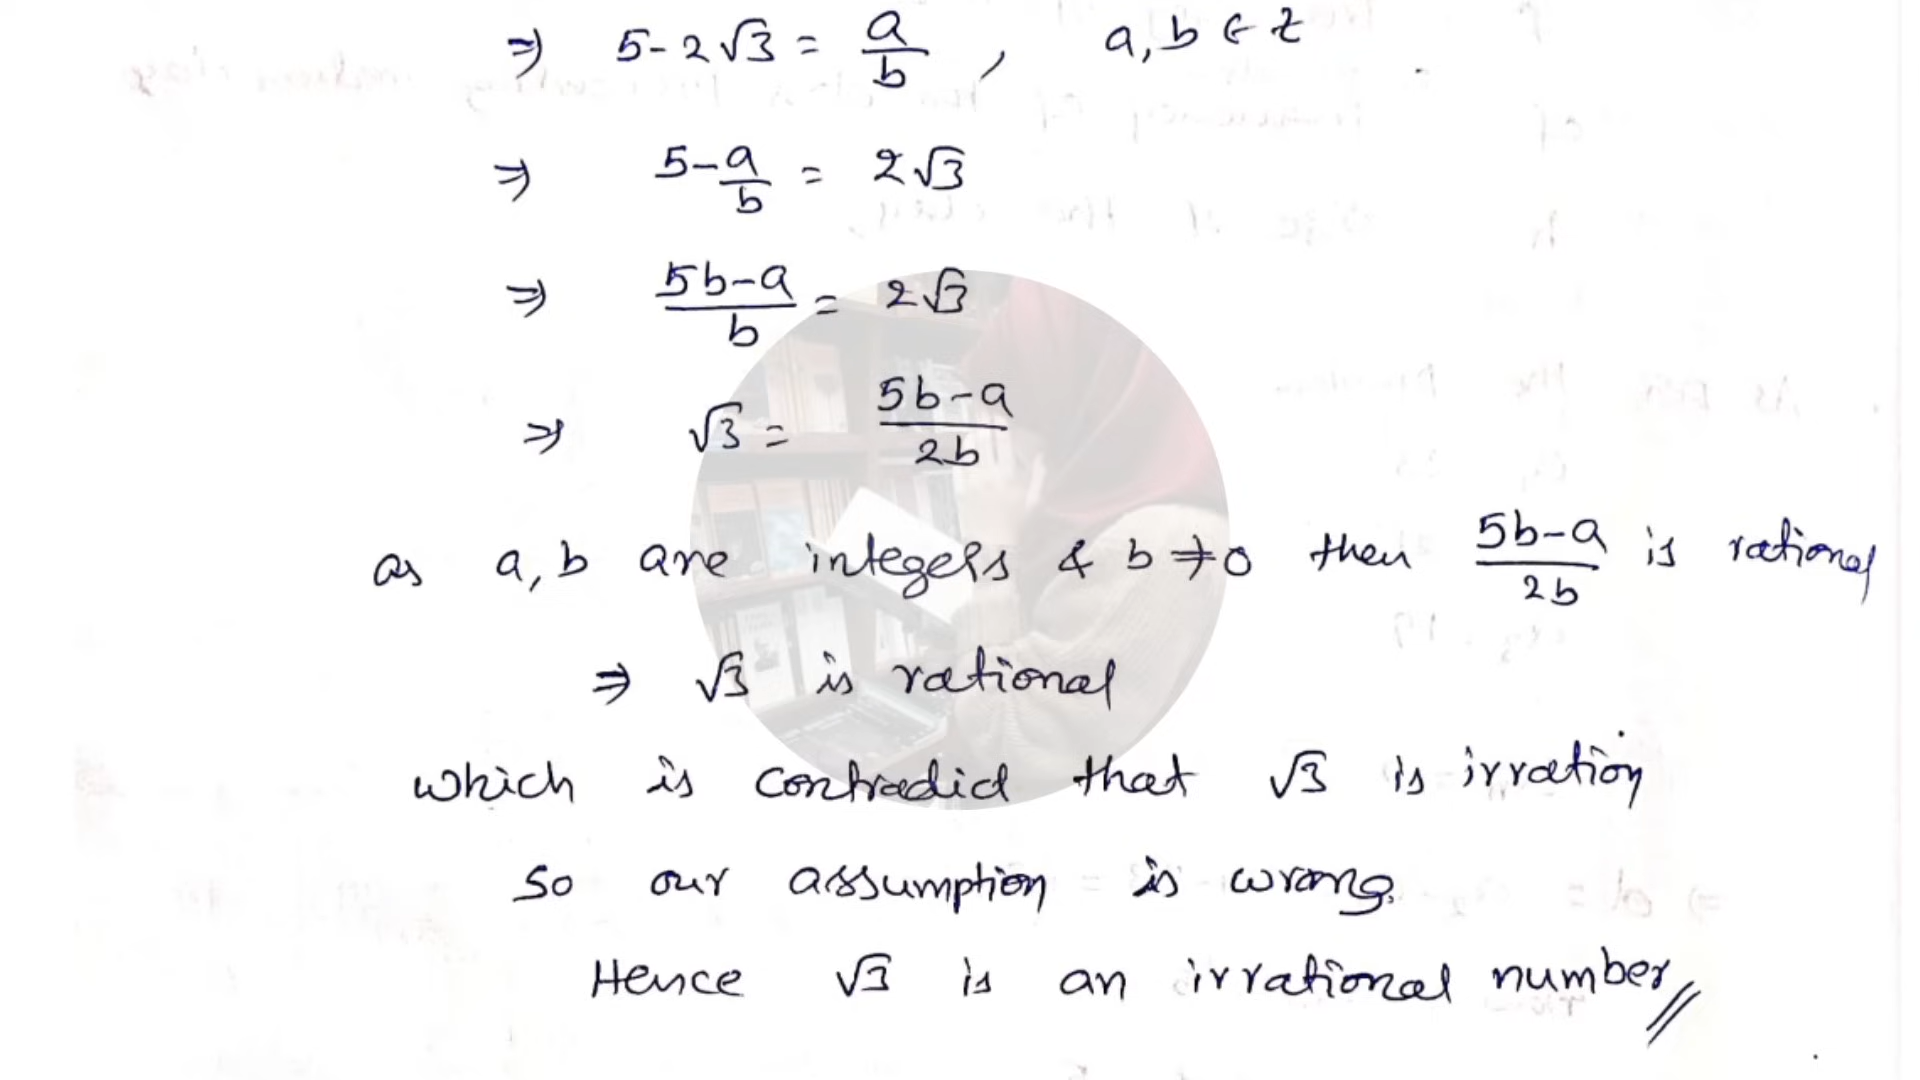 ⇒ 5-2√3 = a/b , a, b ∈ z
⇒ 5-a/b = 2√3
⇒ (5b-a)/b = 2√3
⇒ √3 = (5b-a)/2b
as a, b are integers & b ≠ 0 then (5b-a)/2b is rational
⇒ √3 is rational
which is contradict that √3 is irration
So our assumption is wrong.
Hence √3 is an irrational number //